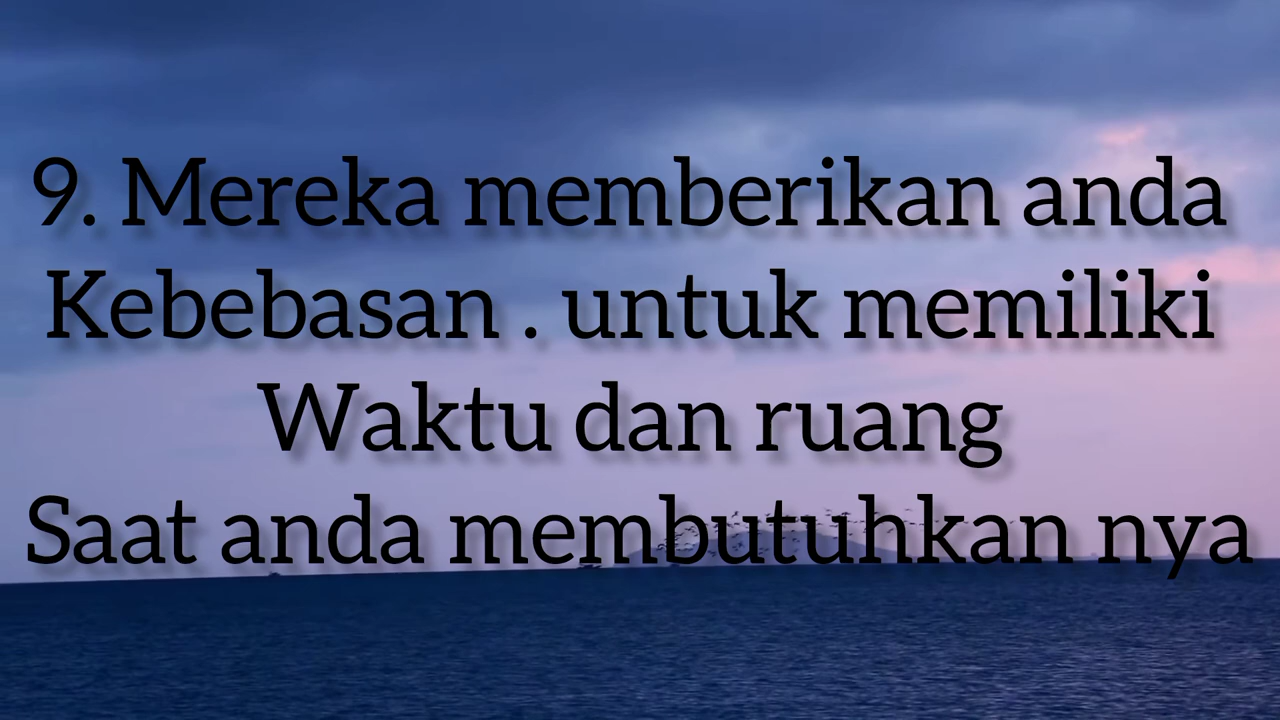 9. Mereka memberikan anda
Kebebasan . untuk memiliki
Waktu dan ruang
Saat anda membutuhkan nya